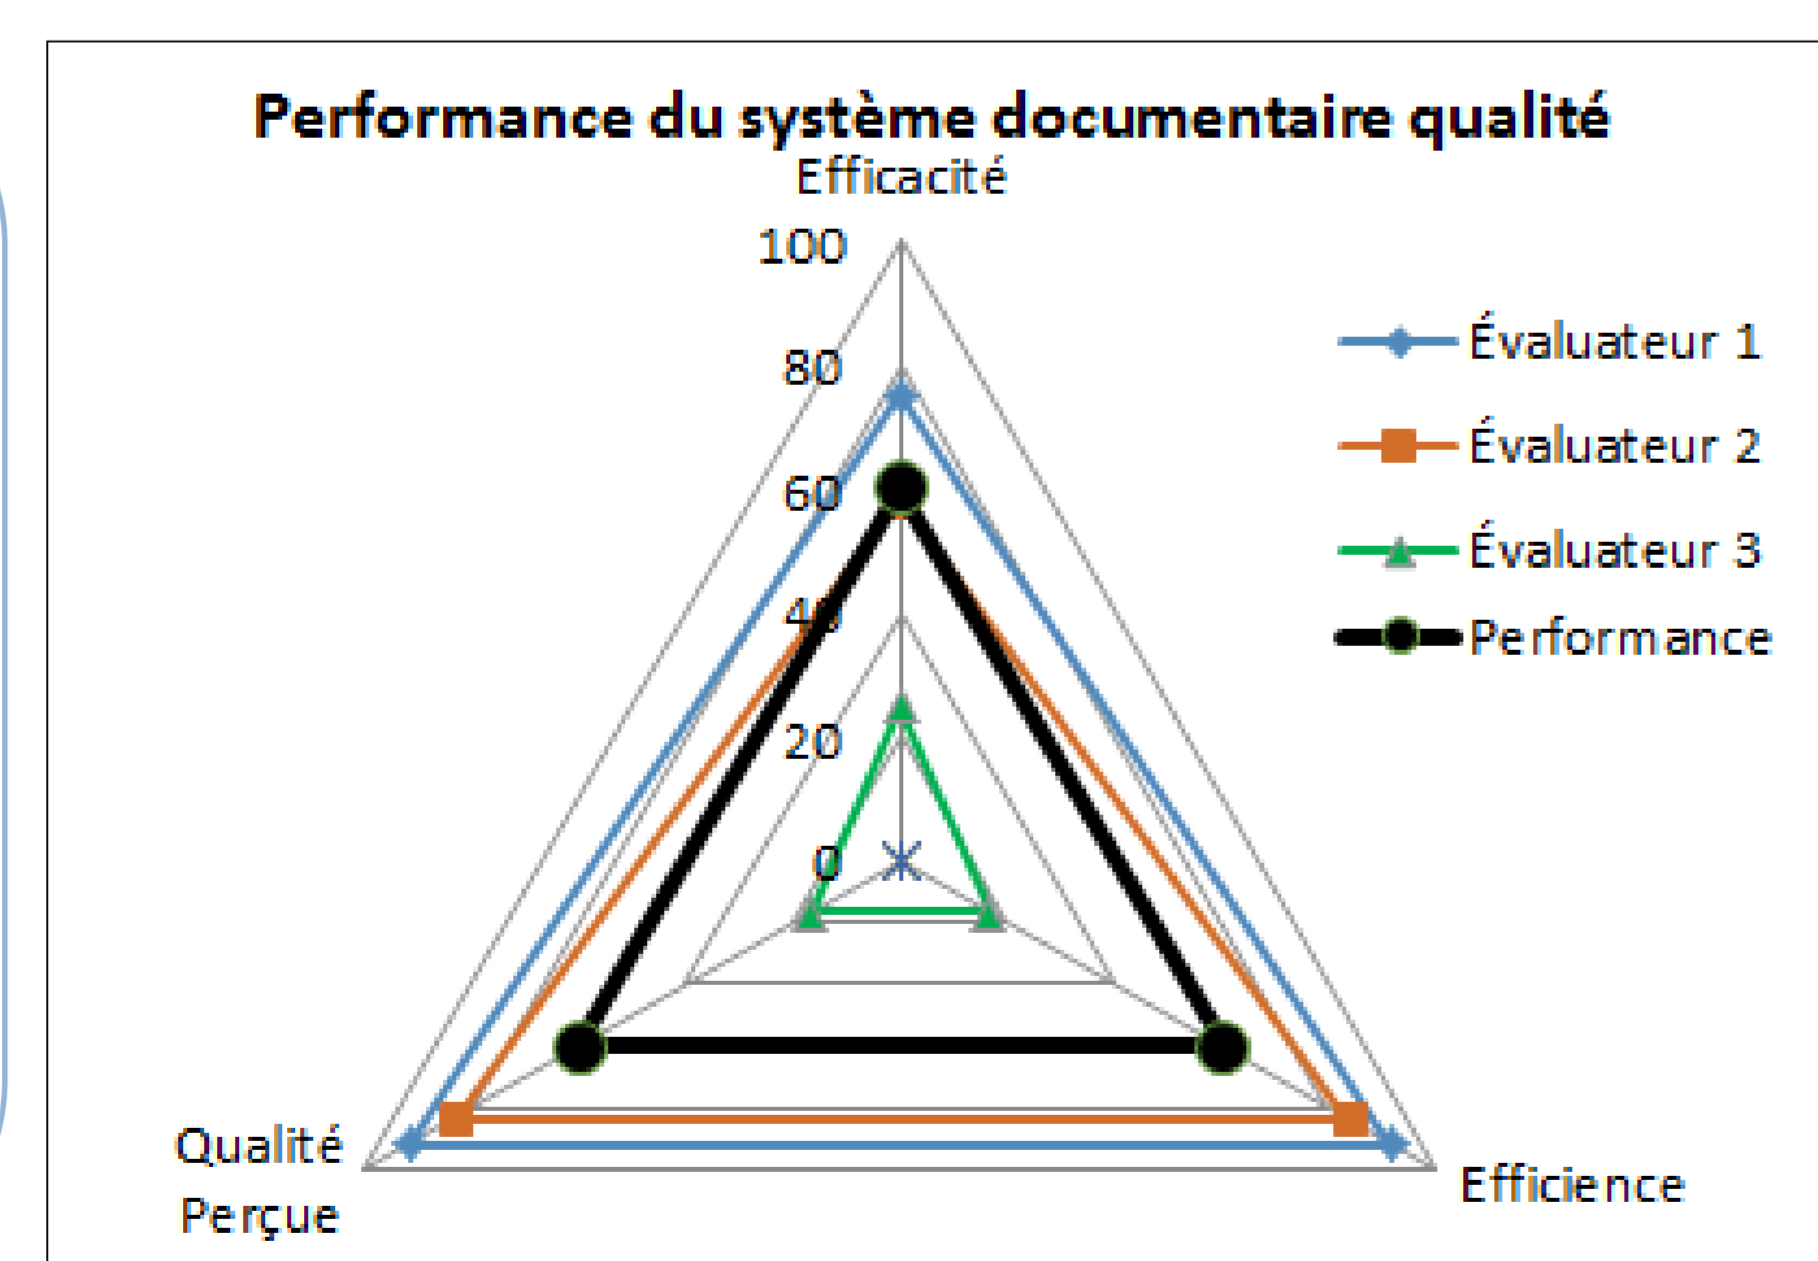 Performance du système documentaire qualité
Efficacité
100
80
60
40
20
0
Évaluateur 1
Évaluateur 2
Évaluateur 3
Performance
Qualité
Perçue
Efficience